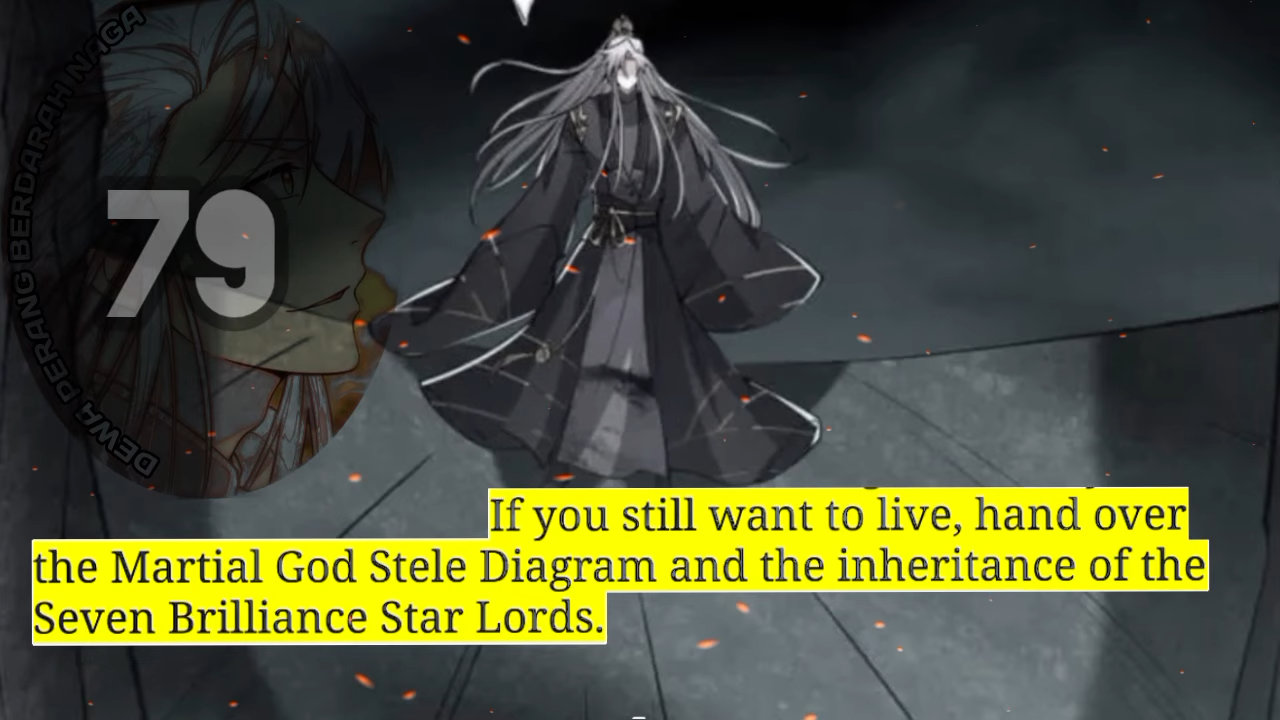 DEWA PERANG BERDARAH NAGA
79
If you still want to live, hand over
the Martial God Stele Diagram and the inheritance of the
Seven Brilliance Star Lords.